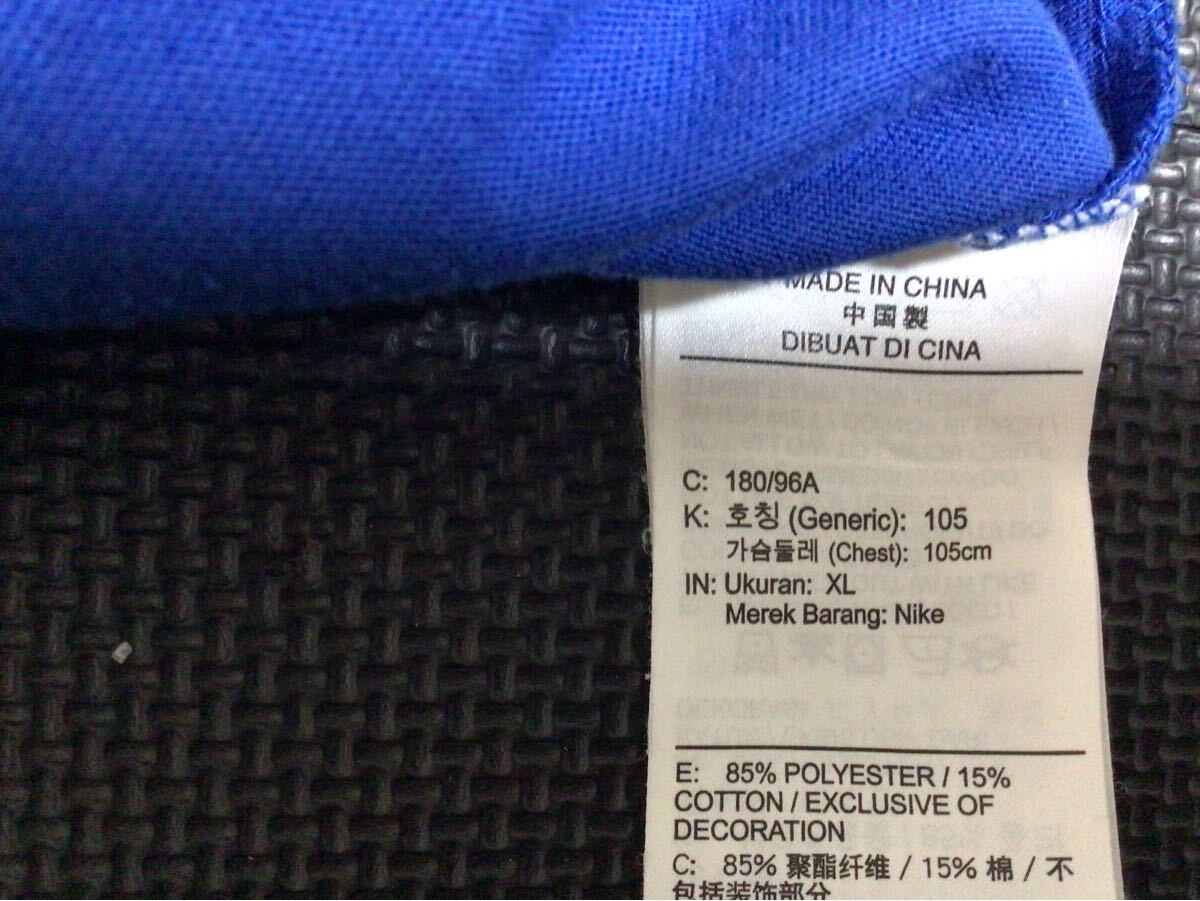 MADE IN CHINA
中国製
DIBUAT DI CINA
C: 180/96A
K: 호칭 (Generic): 105
가슴둘레 (Chest): 105cm
IN: Ukuran: XL
Merek Barang: Nike
E: 85% POLYESTER / 15%
COTTON / EXCLUSIVE OF
DECORATION
C: 85% 聚酯纤维 / 15% 棉 / 不
包括装饰部分